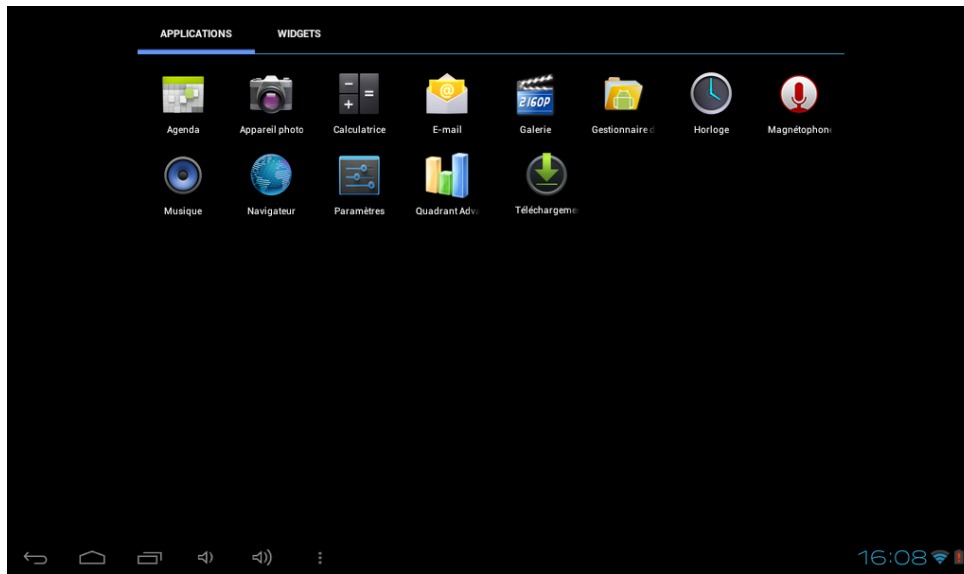 APPLICATIONS WIDGETS
2160P
Agenda Appareil photo Calculatrice E-mail Galerie Gestionnaire d Horloge Magnétophon
Musique Navigateur Paramètres Quadrant Adva Téléchargeme
16:08